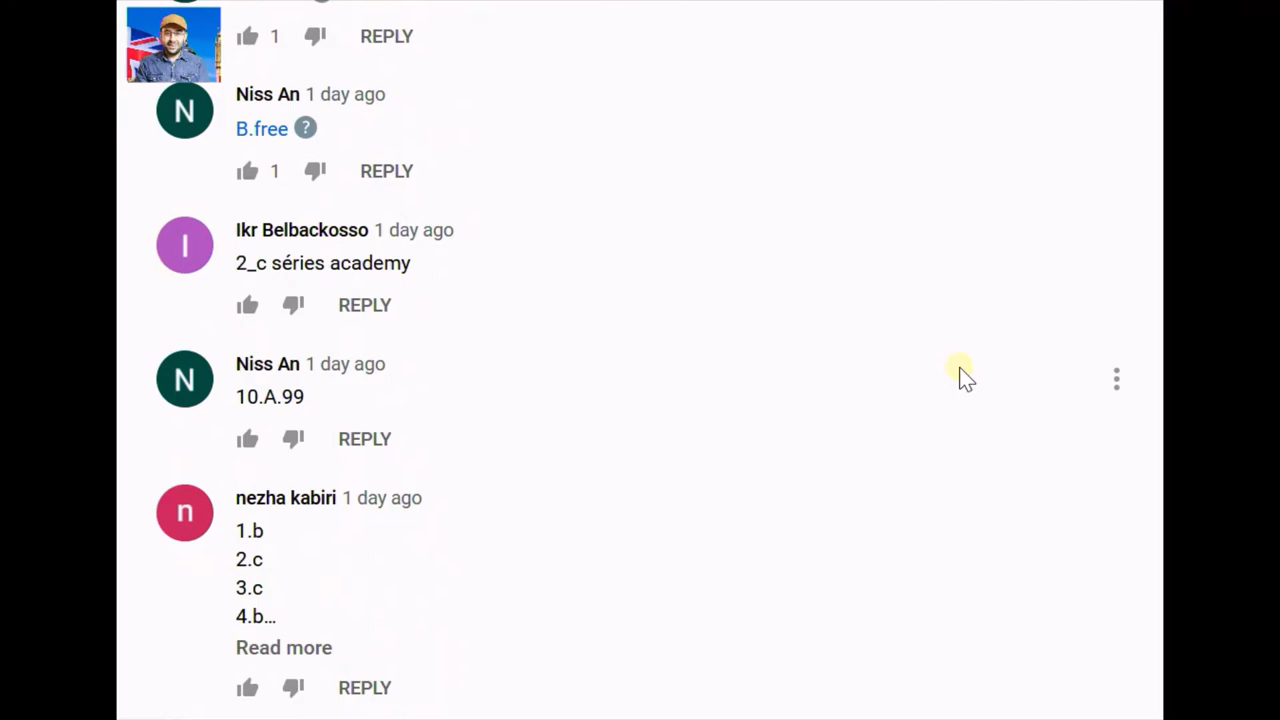 1 REPLY
N Niss An 1 day ago
B.free ?
1 REPLY
I Ikr Belbackosso 1 day ago
2_c séries academy
REPLY
N Niss An 1 day ago
10.A.99
REPLY
n nezha kabiri 1 day ago
1.b
2.c
3.c
4.b...
Read more
REPLY